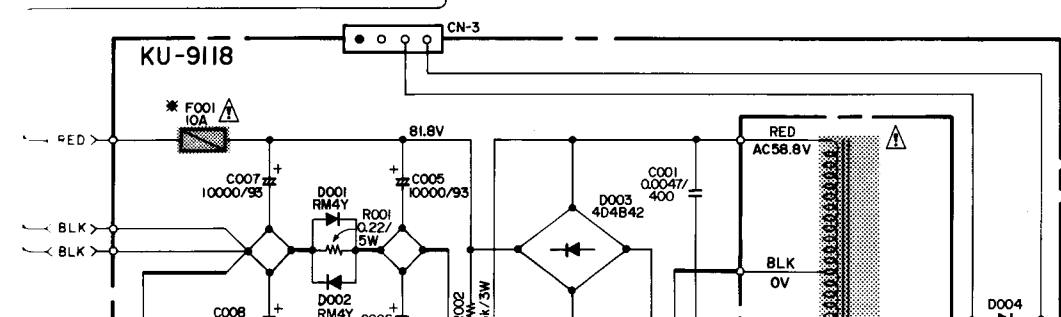 CN-3
KU-9118
※ F001
10A
RED
81.8V
RED
AC58.8V
C007
10000/93
C005
10000/93
D001
RM4Y
R001
0.22/
5W
C001
0.0047/
400
D003
4D4B42
BLK
BLK
BLK
0V
D002
RM4Y
C008
k/3W
D004